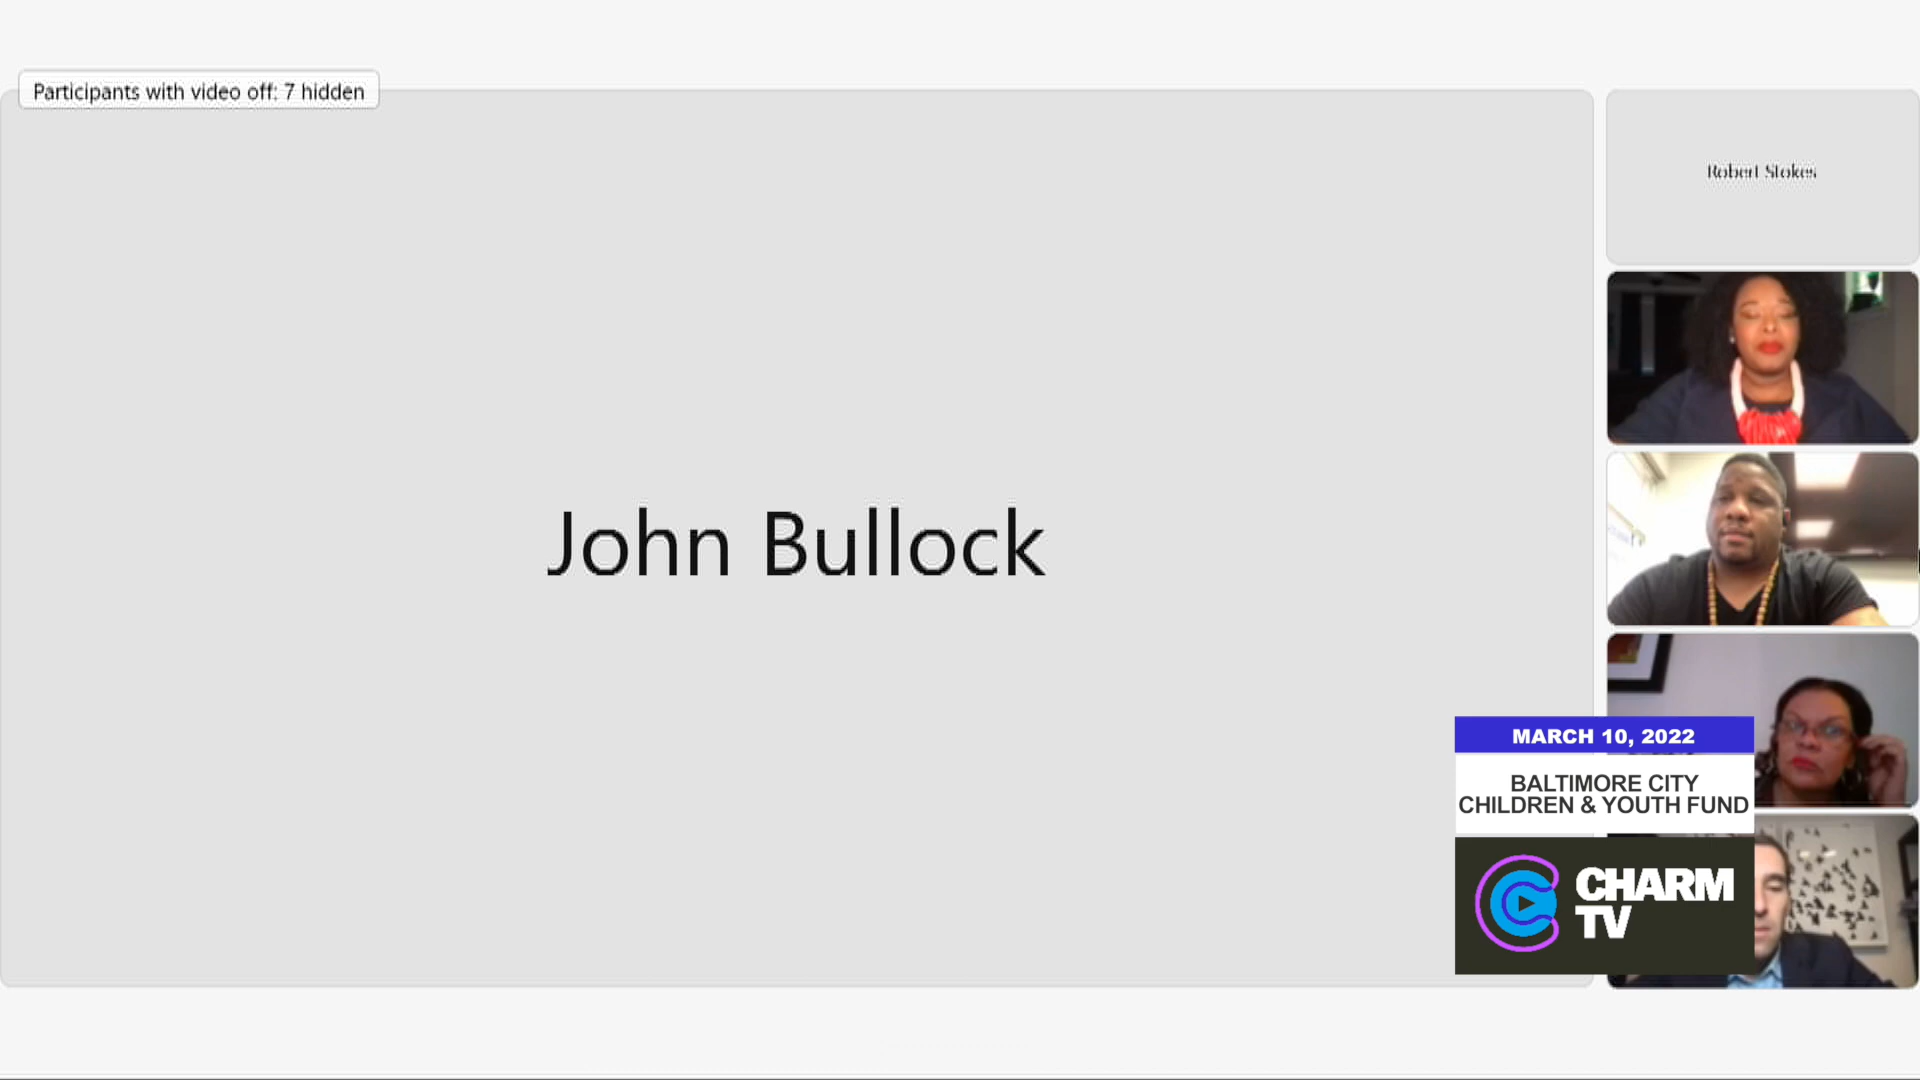 Participants with video off: 7 hidden
Robert Stokes
John Bullock
MARCH 10, 2022
BALTIMORE CITY
CHILDREN & YOUTH FUND
CHARM
TV